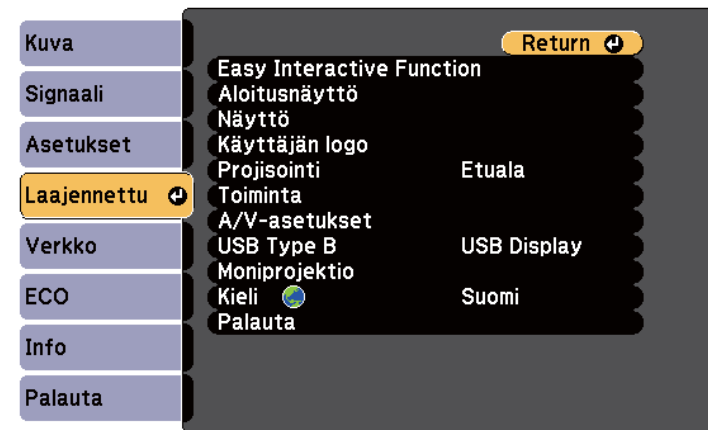 Kuva
Signaali
Asetukset
Laajennettu
Verkko
ECO
Info
Palauta
Return
Easy Interactive Function
Aloitusnäyttö
Näyttö
Käyttäjän logo
Projisointi Etuala
Toiminta
A/V-asetukset
USB Type B USB Display
Moniprojektio
Kieli Suomi
Palauta